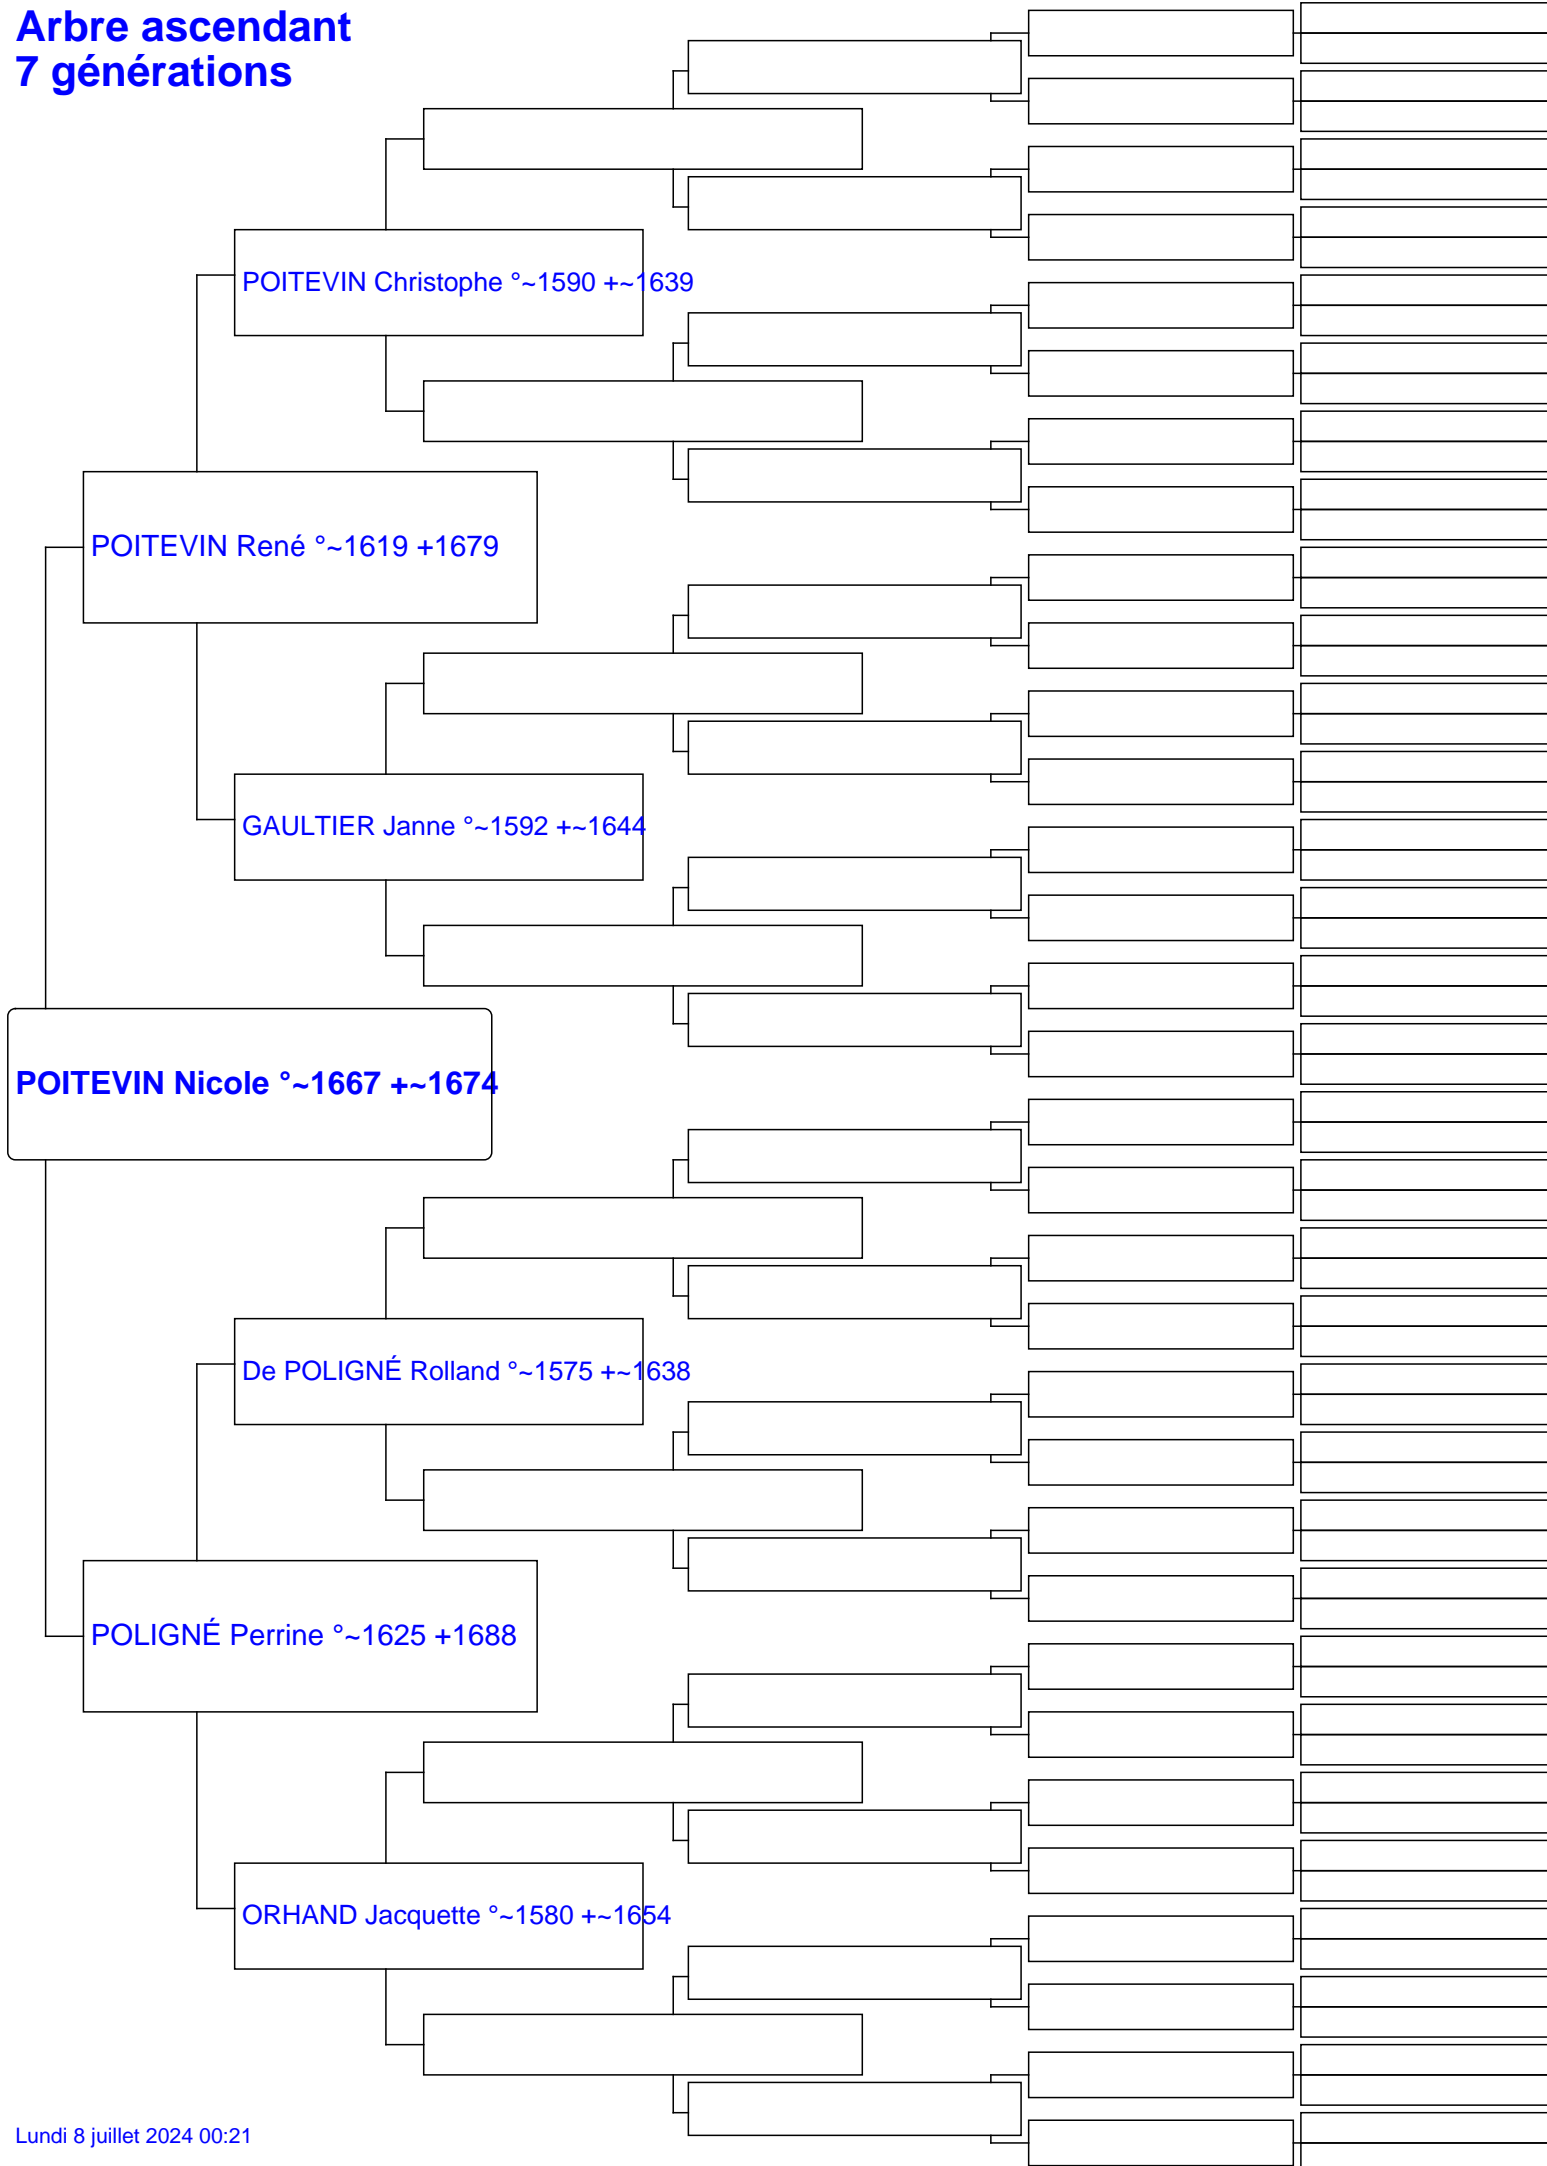 Arbre ascendant
7 générations
POITEVIN Christophe °~1590 +~1639
POITEVIN René °~1619 +1679
GAULTIER Janne °~1592 +~1644
POITEVIN Nicole °~1667 +~1674
De POLIGNÉ Rolland °~1575 +~1638
POLIGNÉ Perrine °~1625 +1688
ORHAND Jacquette °~1580 +~1654
Lundi 8 juillet 2024 00:21